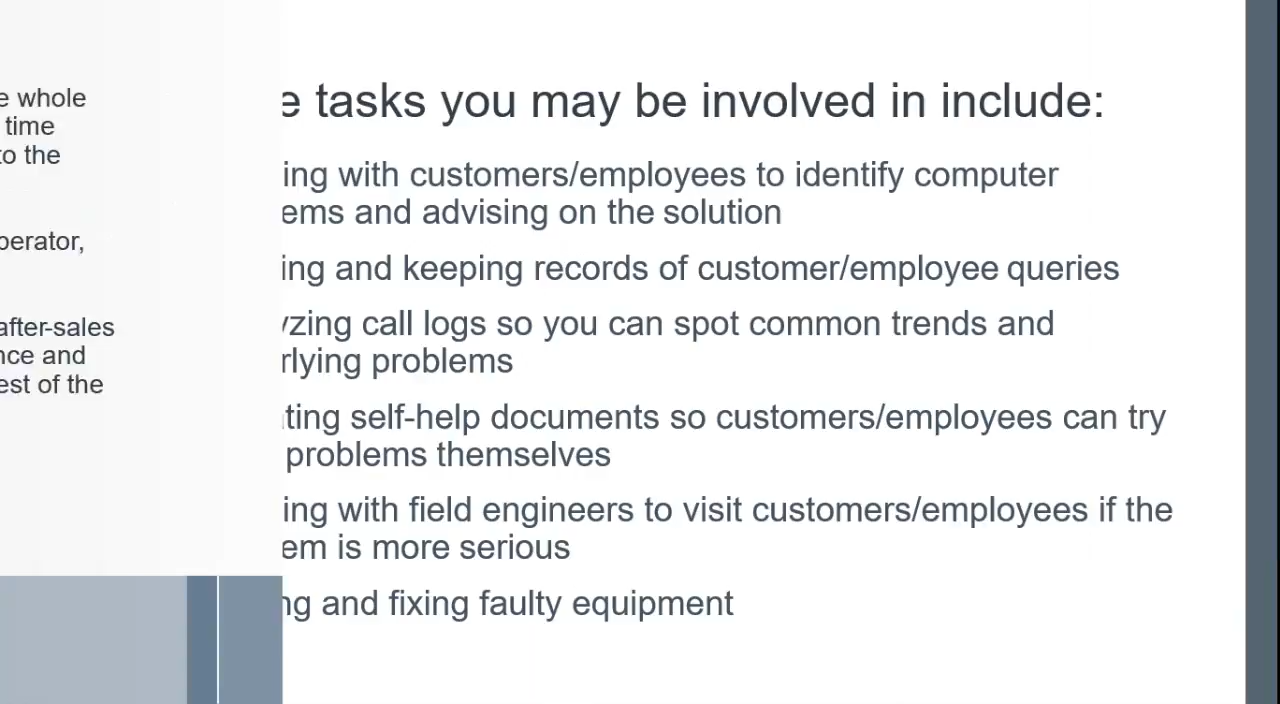 e whole
time
to the
perator,
after-sales
nce and
est of the
e tasks you may be involved in include:
ing with customers/employees to identify computer
ems and advising on the solution
ing and keeping records of customer/employee queries
yzing call logs so you can spot common trends and
rlying problems
ting self-help documents so customers/employees can try
problems themselves
ing with field engineers to visit customers/employees if the
em is more serious
ng and fixing faulty equipment